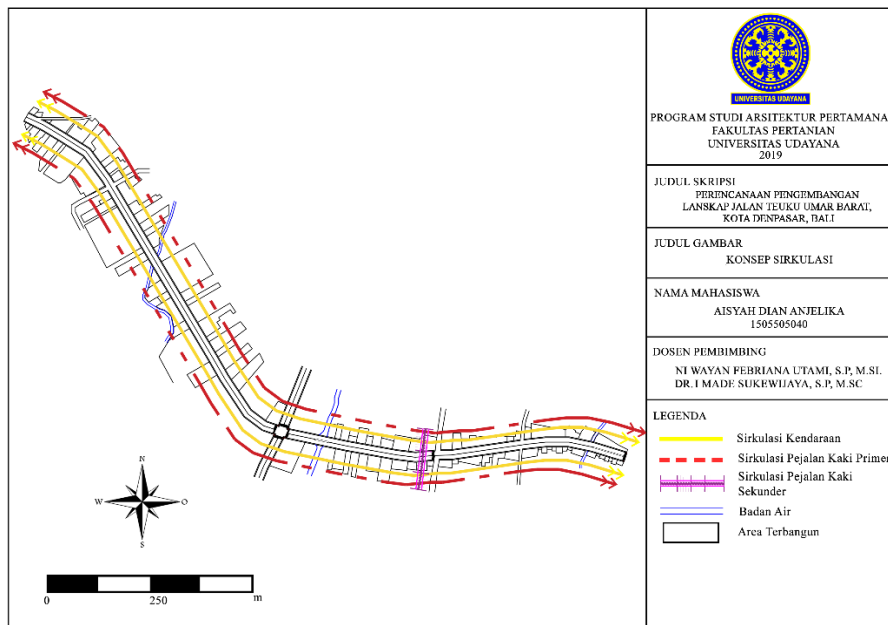 UNIVERSITAS UDAYANA
PROGRAM STUDI ARSITEKTUR PERTAMANA
FAKULTAS PERTANIAN
UNIVERSITAS UDAYANA
2019
JUDUL SKRIPSI
PERENCANAAN PENGEMBANGAN
LANSKAP JALAN TEUKU UMAR BARAT,
KOTA DENPASAR, BALI
JUDUL GAMBAR
KONSEP SIRKULASI
NAMA MAHASISWA
AISYAH DIAN ANJELIKA
1505505040
DOSEN PEMBIMBING
NI WAYAN FEBRIANA UTAMI, S.P, M.SI.
DR. I MADE SUKEWIJAYA, S.P, M.SC
LEGENDA
Sirkulasi Kendaraan
Sirkulasi Pejalan Kaki Primer
Sirkulasi Pejalan Kaki
Sekunder
Badan Air
Area Terbangun
N
W O
S
0 250 m